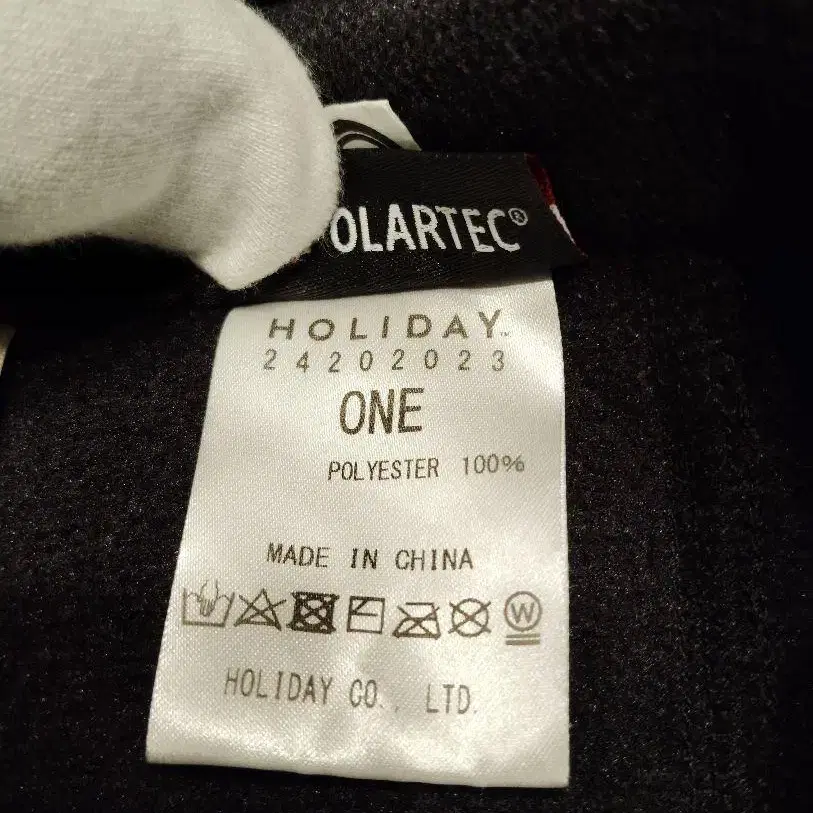 OLARTEC®
HOLIDAY™
24202023
ONE
POLYESTER 100%
MADE IN CHINA
W
HOLIDAY CO., LTD.